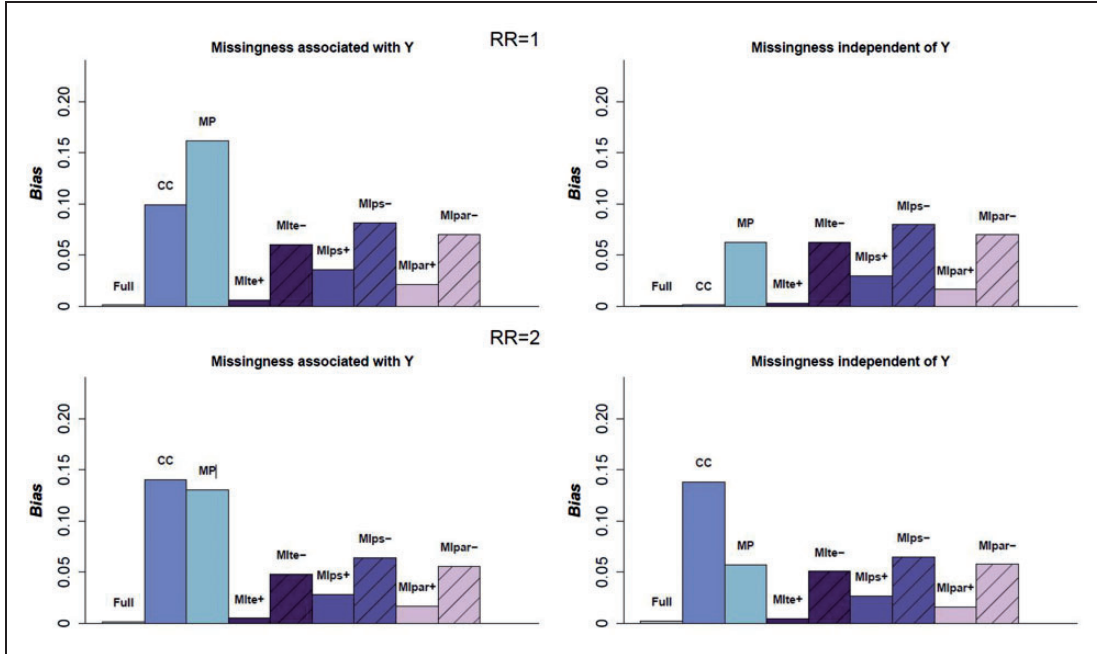 RR=1
Missingness associated with Y
Bias
0.20
0.15
0.10
0.05
0
Full
CC
MP
MIte+
MIte−
MIps+
MIps−
MIpar+
MIpar−
Missingness independent of Y
Bias
0.20
0.15
0.10
0.05
0
Full
CC
MP
MIte+
MIte−
MIps+
MIps−
MIpar+
MIpar−
RR=2
Missingness associated with Y
Bias
0.20
0.15
0.10
0.05
0
Full
CC
MP
MIte+
MIte−
MIps+
MIps−
MIpar+
MIpar−
Missingness independent of Y
Bias
0.20
0.15
0.10
0.05
0
Full
CC
MP
MIte+
MIte−
MIps+
MIps−
MIpar+
MIpar−